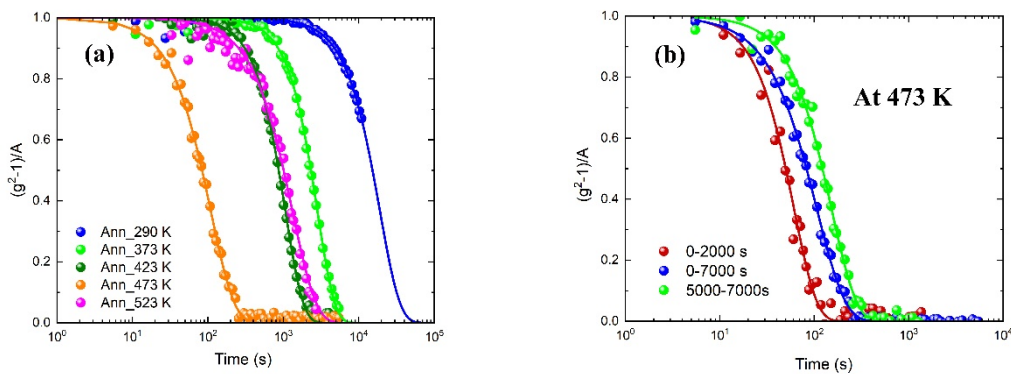 (a)
(g²-1)/A
1.0
0.8
0.6
0.4
0.2
0.0
Ann_290 K
Ann_373 K
Ann_423 K
Ann_473 K
Ann_523 K
10⁰ 10¹ 10² 10³ 10⁴ 10⁵
Time (s)
(b)
At 473 K
(g²-1)/A
1.0
0.8
0.6
0.4
0.2
0.0
0-2000 s
0-7000 s
5000-7000s
10⁰ 10¹ 10² 10³ 10⁴
Time (s)